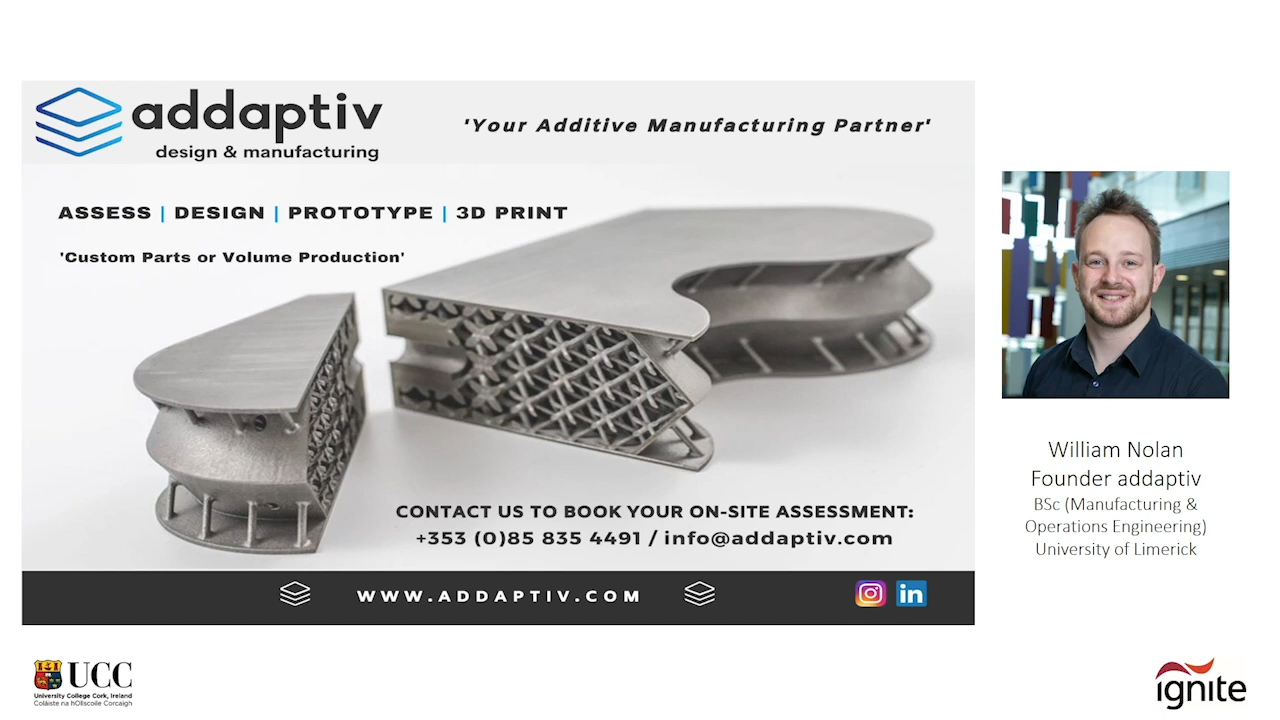 addaptiv
design & manufacturing
'Your Additive Manufacturing Partner'
ASSESS | DESIGN | PROTOTYPE | 3D PRINT
'Custom Parts or Volume Production'
CONTACT US TO BOOK YOUR ON-SITE ASSESSMENT:
+353 (0)85 835 4491 / info@addaptiv.com
WWW.ADDAPTIV.COM
in
William Nolan
Founder addaptiv
BSc (Manufacturing &
Operations Engineering)
University of Limerick
UCC
University College Cork, Ireland
Coláiste na hOllscoile Corcaigh
ignite